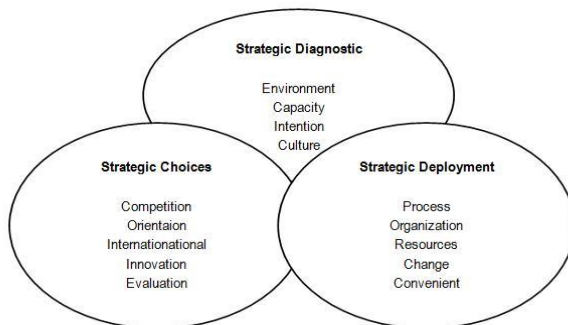 Strategic Diagnostic
Environment
Capacity
Intention
Culture
Strategic Choices
Competition
Orientaion
Internationational
Innovation
Evaluation
Strategic Deployment
Process
Organization
Resources
Change
Convenient